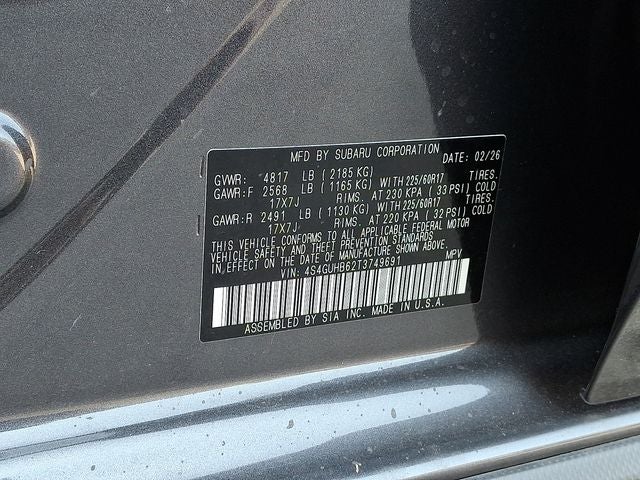 MFD BY SUBARU CORPORATION DATE: 02/26
GVWR: 4817 LB ( 2185 KG)
GAWR:F 2568 LB ( 1165 KG) WITH 225/60R17 TIRES.
17X7J RIMS. AT 230 KPA ( 33 PSI) COLD
GAWR:R 2491 LB ( 1130 KG) WITH 225/60R17 TIRES.
17X7J RIMS. AT 220 KPA ( 32 PSI) COLD
THIS VEHICLE CONFORMS TO ALL APPLICABLE FEDERAL MOTOR
VEHICLE SAFETY AND THEFT PREVENTION STANDARDS
IN EFFECT ON THE DATE OF MANUFACTURE SHOWN ABOVE.
VIN: 4S4GUHB62T3749691 MPV
ASSEMBLED BY SIA INC. MADE IN U.S.A.